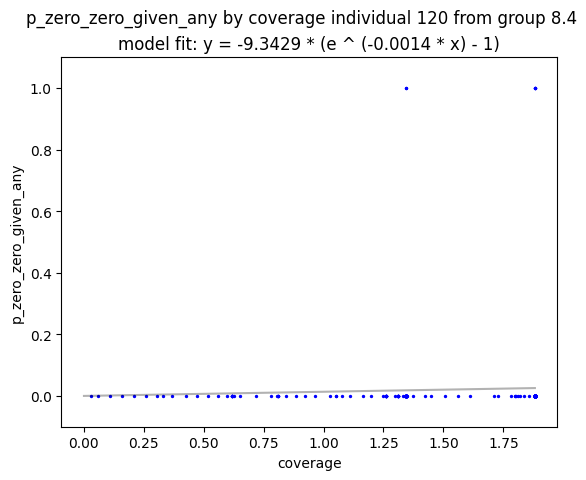 p_zero_zero_given_any by coverage individual 120 from group 8.4
model fit: y = -9.3429 * (e ^ (-0.0014 * x) - 1)
p_zero_zero_given_any
1.0
0.8
0.6
0.4
0.2
0.0
0.00 0.25 0.50 0.75 1.00 1.25 1.50 1.75
coverage